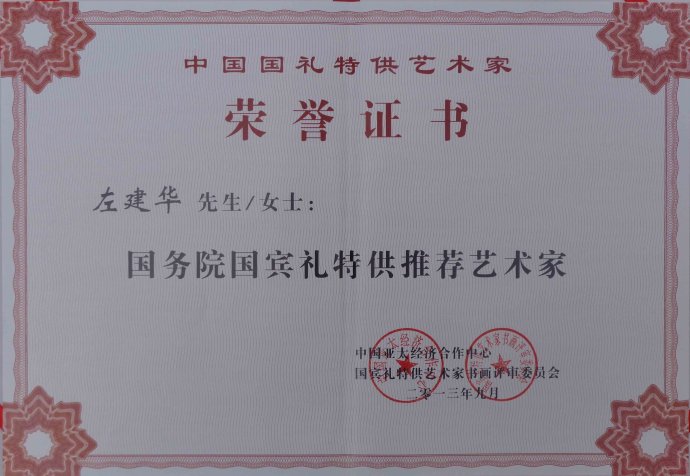 中国国礼特供艺术家
荣誉证书
左建华 先生/女士：
国务院国宾礼特供推荐艺术家
中国亚太经济合作中心
国宾礼特供艺术家书画评审委员会
二〇一三年九月